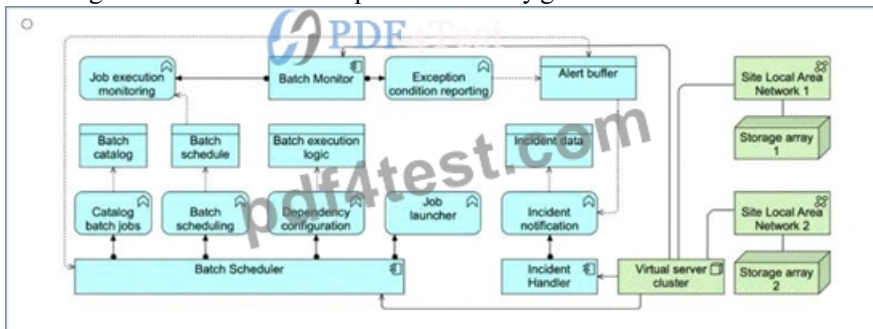 PDF4Test
Job execution
monitoring
Batch Monitor
Exception
condition reporting
Alert buffer
Site Local Area
Network 1
Storage array
1
Batch
catalog
Batch
schedule
Batch execution
logic
Incident data
pdf4test.com
Catalog
batch jobs
Batch
scheduling
Dependency
configuration
Job
launcher
Incident
notification
Site Local Area
Network 2
Batch Scheduler
Incident
Handler
Virtual server
cluster
Storage array
2